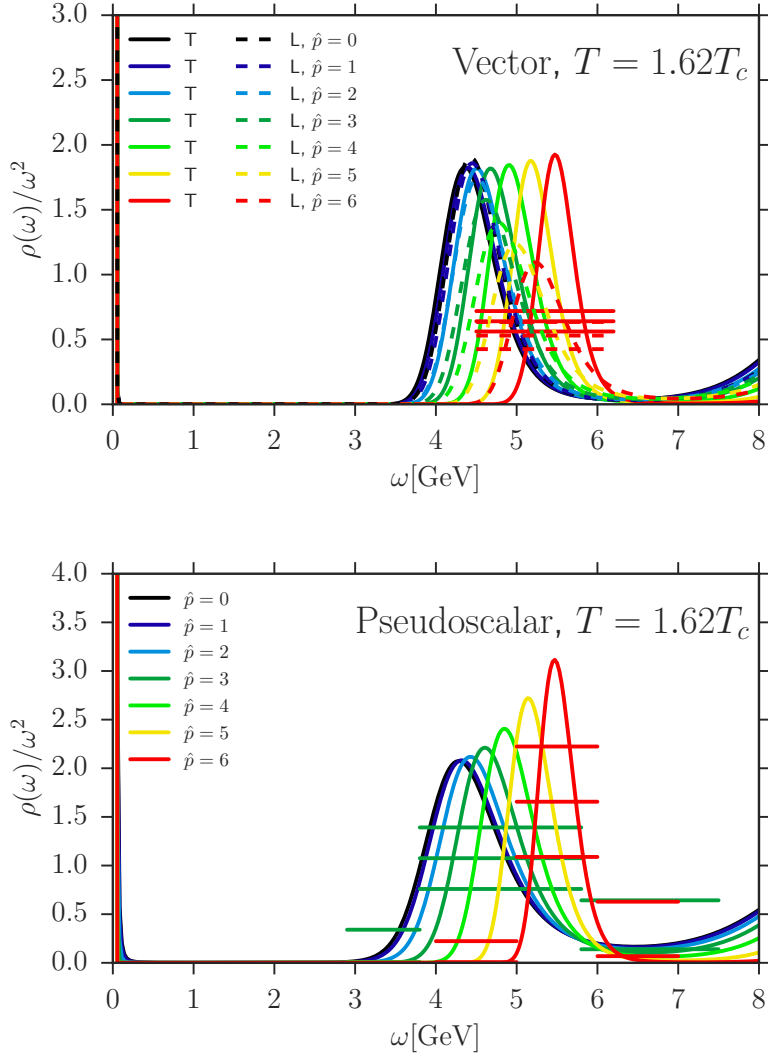 Vector, T = 1.62T_c
T L, p̂ = 0
T L, p̂ = 1
T L, p̂ = 2
T L, p̂ = 3
T L, p̂ = 4
T L, p̂ = 5
T L, p̂ = 6
ρ(ω)/ω²
3.0
2.5
2.0
1.5
1.0
0.5
0.0
0 1 2 3 4 5 6 7 8
ω[GeV]
Pseudoscalar, T = 1.62T_c
p̂ = 0
p̂ = 1
p̂ = 2
p̂ = 3
p̂ = 4
p̂ = 5
p̂ = 6
ρ(ω)/ω²
4.0
3.5
3.0
2.5
2.0
1.5
1.0
0.5
0.0
0 1 2 3 4 5 6 7 8
ω[GeV]